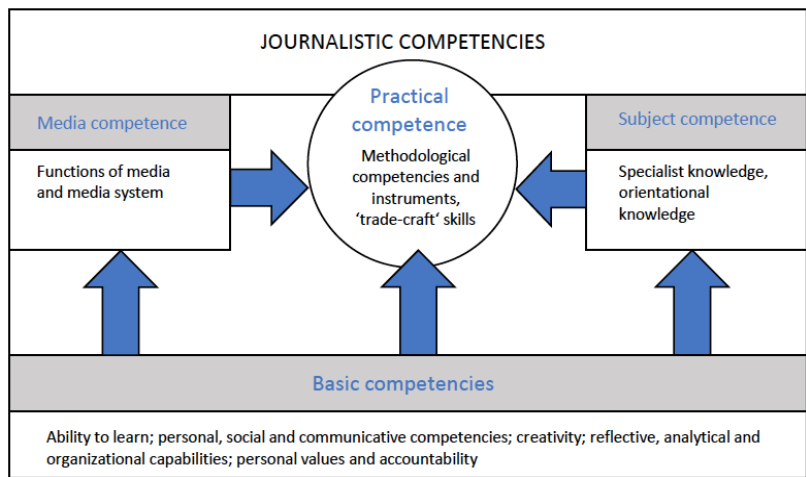 JOURNALISTIC COMPETENCIES
Media competence
Functions of media
and media system
Practical
competence
Methodological
competencies and
instruments,
‘trade-craft‘ skills
Subject competence
Specialist knowledge,
orientational
knowledge
Basic competencies
Ability to learn; personal, social and communicative competencies; creativity; reflective, analytical and
organizational capabilities; personal values and accountability